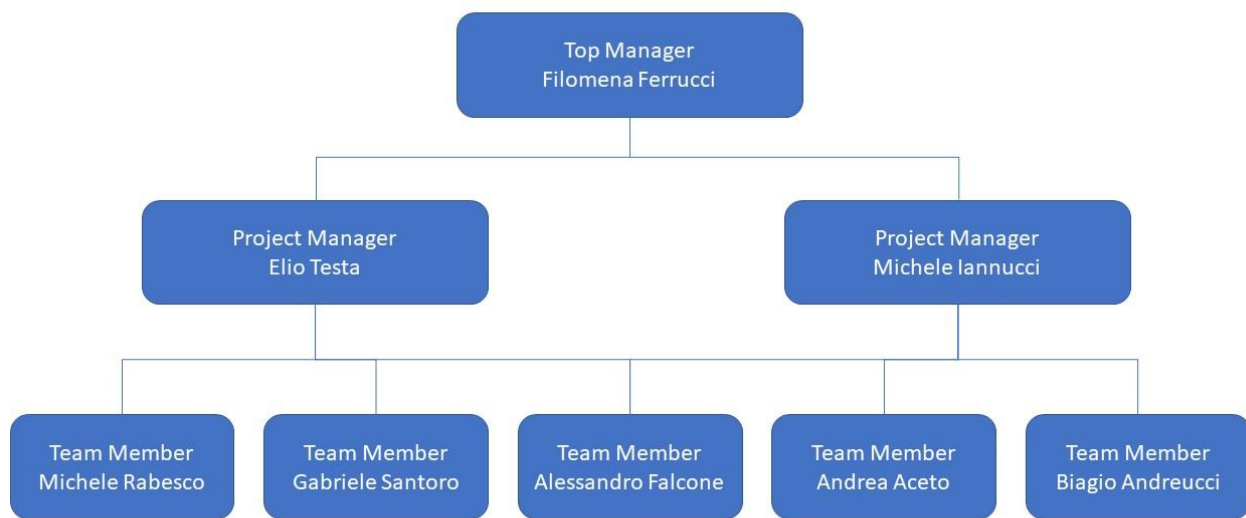 Top Manager
Filomena Ferrucci
Project Manager
Elio Testa
Project Manager
Michele Iannucci
Team Member
Michele Rabesco
Team Member
Gabriele Santoro
Team Member
Alessandro Falcone
Team Member
Andrea Aceto
Team Member
Biagio Andreucci